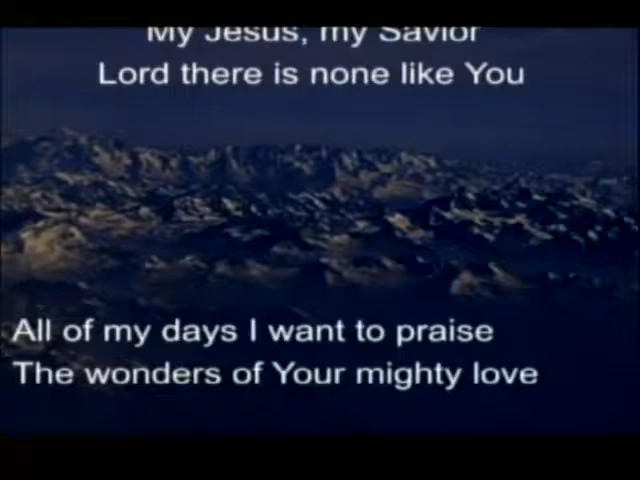 My Jesus, my Savior
Lord there is none like You
All of my days I want to praise
The wonders of Your mighty love